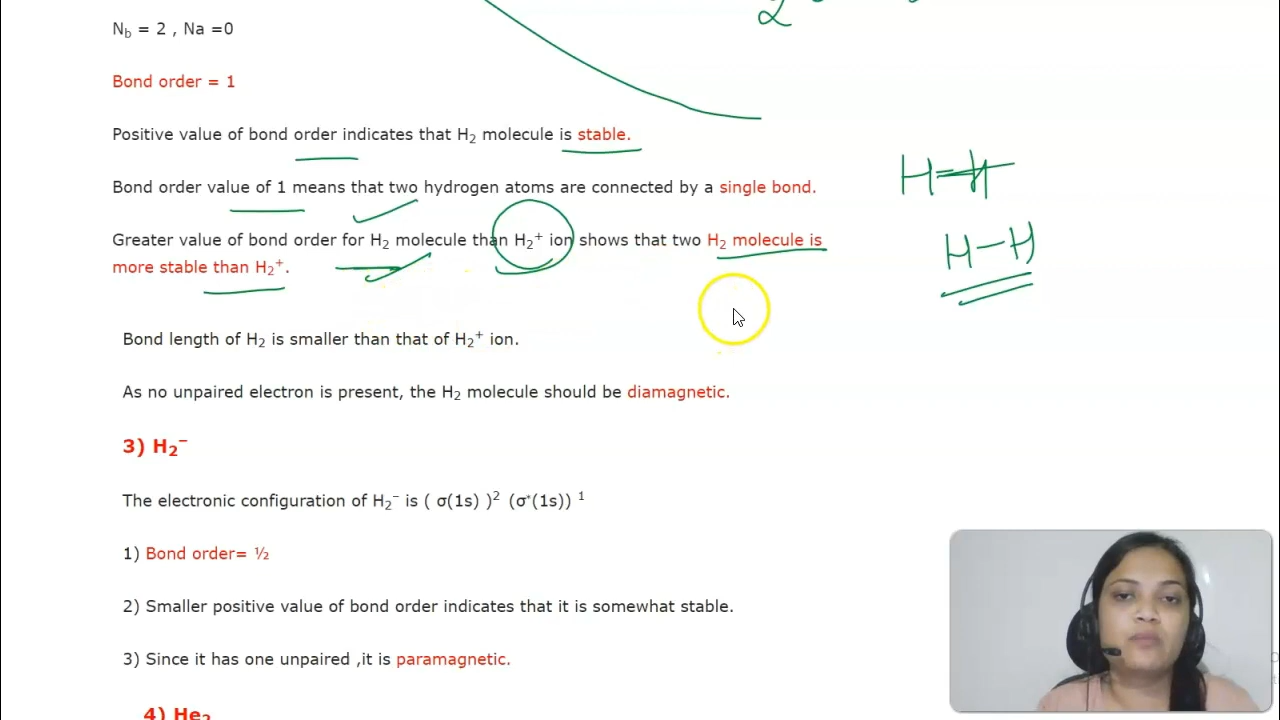 2
N_b = 2 , Na =0
Bond order = 1
Positive value of bond order indicates that H₂ molecule is stable.
Bond order value of 1 means that two hydrogen atoms are connected by a single bond.
H=H
Greater value of bond order for H₂ molecule than H₂⁺ ion shows that two H₂ molecule is
H-H
more stable than H₂⁺.
Bond length of H₂ is smaller than that of H₂⁺ ion.
As no unpaired electron is present, the H₂ molecule should be diamagnetic.
3) H₂⁻
The electronic configuration of H₂⁻ is ( σ(1s) )² (σ*(1s)) ¹
1) Bond order= ½
2) Smaller positive value of bond order indicates that it is somewhat stable.
3) Since it has one unpaired ,it is paramagnetic.
4) He₂